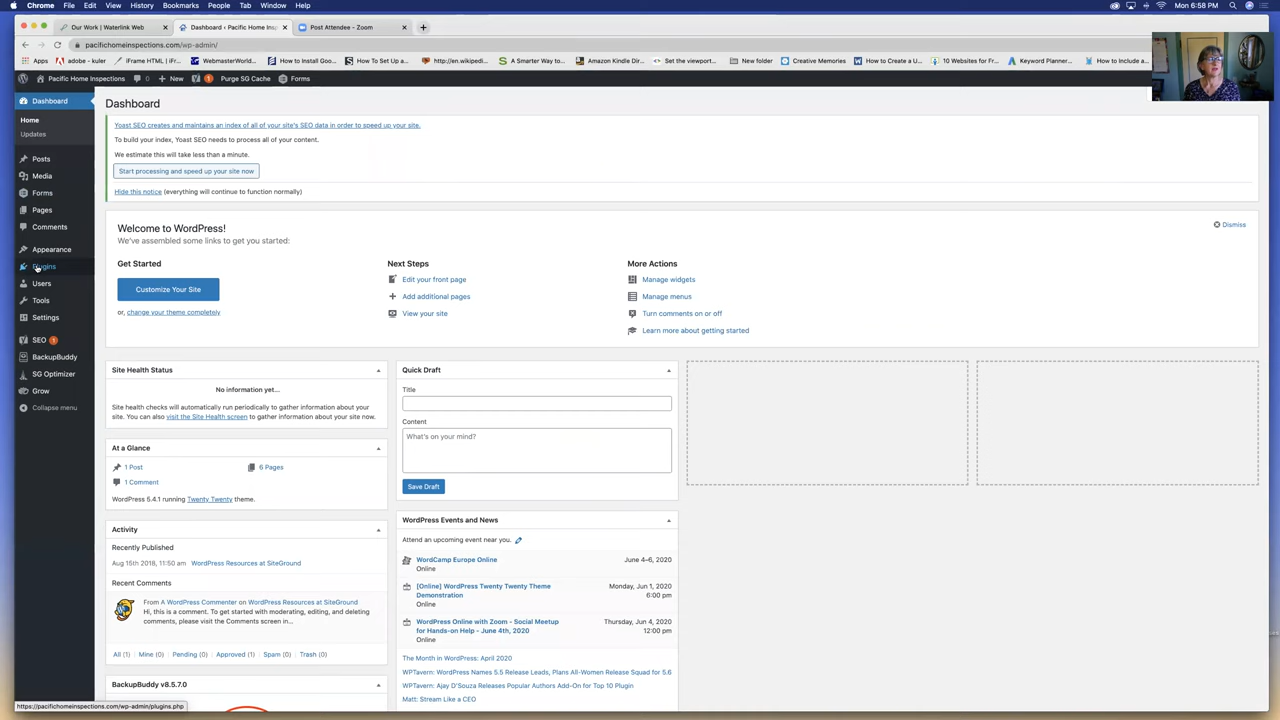 Chrome File Edit View History Bookmarks People Tab Window Help
Mon 6:58 PM
Our Work | Waterlink Web
Dashboard ‹ Pacific Home Insp
Post Attendee - Zoom
pacifichomeinspections.com/wp-admin/
Apps
adobe - kuler
iFrame HTML (iFr...
WebmasterWorld...
How to Install Goo...
How To Set Up a...
http://en.wikipedi...
A Smarter Way to...
Amazon Kindle Dir...
Set the viewport...
New folder
Creative Memories
How to Create a W...
10 Websites for Fr...
Keyword Planner...
How to Include a...
Pacific Home Inspections
0
New
1
Purge SG Cache
Forms
Dashboard
Home
Updates
Posts
Media
Forms
Pages
Comments
Appearance
Plugins
Users
Tools
Settings
SEO 1
BackupBuddy
SG Optimizer
Grow
Collapse menu
Dashboard
Yoast SEO creates and maintains an index of all of your site's SEO data in order to speed up your site.
To build your index, Yoast SEO needs to process all of your content.
We estimate this will take less than a minute.
Start processing and speed up your site now
Hide this notice (everything will continue to function normally)
Welcome to WordPress!
Dismiss
We've assembled some links to get you started:
Get Started
Customize Your Site
or, change your theme completely
Next Steps
Edit your front page
Add additional pages
View your site
More Actions
Manage widgets
Manage menus
Turn comments on or off
Learn more about getting started
Site Health Status
No information yet...
Site health checks will automatically run periodically to gather information about your
site. You can also visit the Site Health screen to gather information about your site now.
At a Glance
1 Post
6 Pages
1 Comment
WordPress 5.4.1 running Twenty Twenty theme.
Activity
Recently Published
Aug 15th 2018, 11:50 am WordPress Resources at SiteGround
Recent Comments
From A WordPress Commenter on WordPress Resources at SiteGround
Hi, this is a comment. To get started with moderating, editing, and deleting
comments, please visit the Comments screen in...
All (1) | Mine (0) | Pending (0) | Approved (1) | Spam (0) | Trash (0)
BackupBuddy v8.5.7.0
Quick Draft
Title
Content
What's on your mind?
Save Draft
WordPress Events and News
Attend an upcoming event near you.
WordCamp Europe Online
June 4–6, 2020
Online
[Online] WordPress Twenty Twenty Theme
Demonstration
Monday, Jun 1, 2020
6:00 pm
Online
WordPress Online with Zoom - Social Meetup
for Hands-on Help - June 4th, 2020
Thursday, Jun 4, 2020
12:00 pm
Online
The Month in WordPress: April 2020
WPTavern: WordPress Names 5.5 Release Leads, Plans All-Women Release Squad for 5.6
WPTavern: Ajay D'Souza Releases Popular Authors Add-On for Top 10 Plugin
Matt: Stream Like a CEO
https://pacifichomeinspections.com/wp-admin/plugins.php